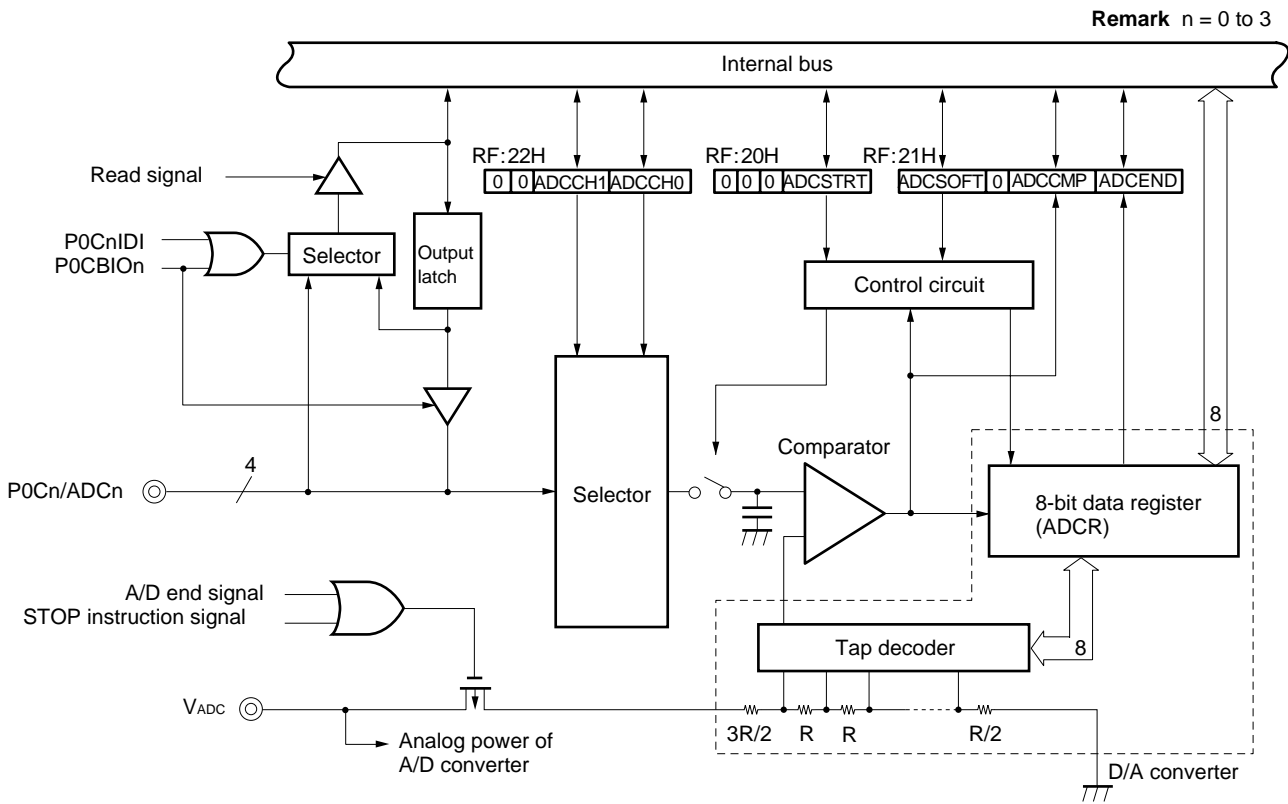 Remark n = 0 to 3
Internal bus
RF:22H
RF:20H
RF:21H
Read signal
0 0 ADCCH1 ADCCH0
0 0 0 ADCSTRT
ADCSOFT 0 ADCCMP ADCEND
P0CnIDI
P0CBIOn
Selector
Output
latch
Control circuit
8
Comparator
P0Cn/ADCn
4
Selector
8-bit data register
(ADCR)
A/D end signal
STOP instruction signal
Tap decoder
8
VADC
3R/2 R R R/2
Analog power of
A/D converter
D/A converter